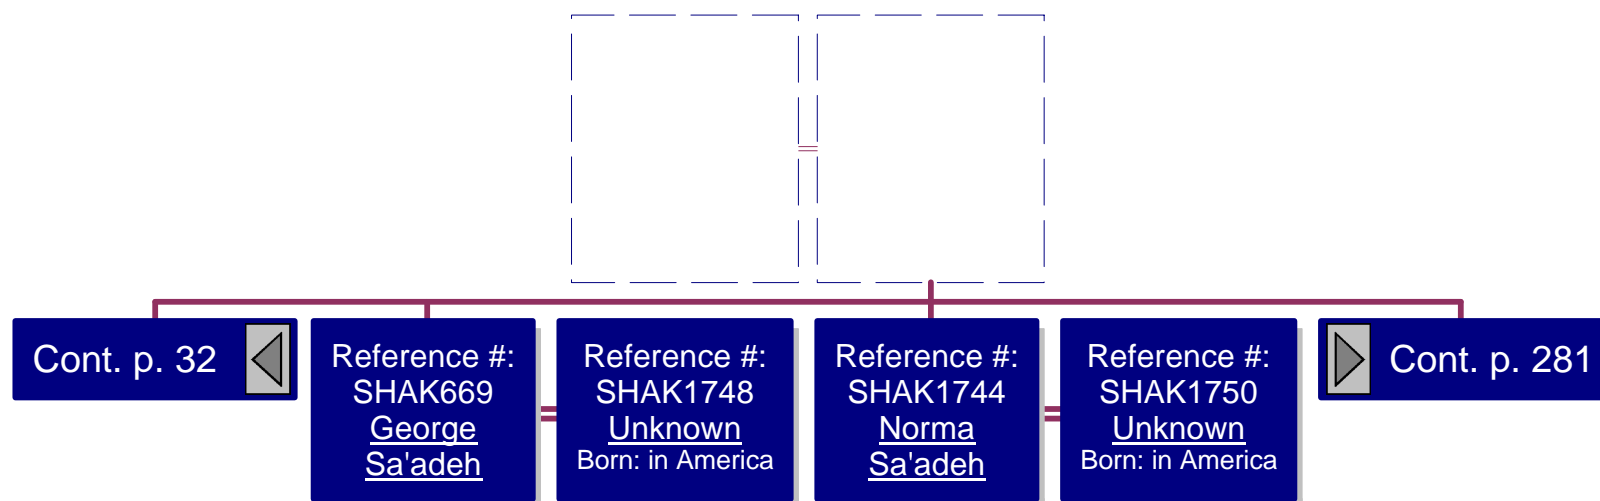 Cont. p. 32
Reference #:
SHAK669
George
Sa'adeh
Reference #:
SHAK1748
Unknown
Born: in America
Reference #:
SHAK1744
Norma
Sa'adeh
Reference #:
SHAK1750
Unknown
Born: in America
Cont. p. 281